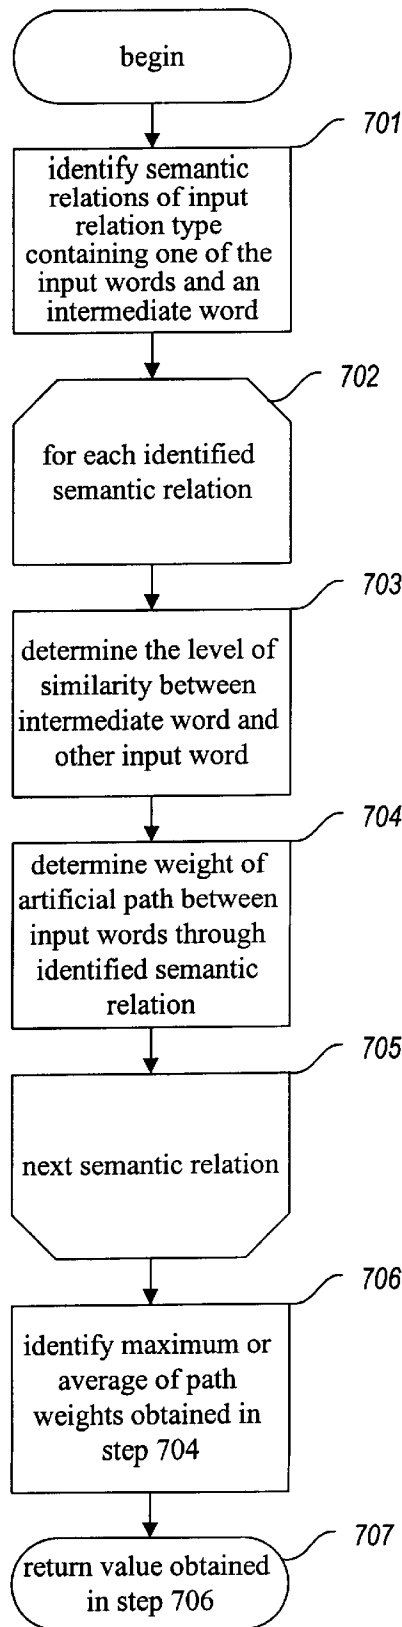 begin
701
identify semantic
relations of input
relation type
containing one of the
input words and an
intermediate word
702
for each identified
semantic relation
703
determine the level of
similarity between
intermediate word and
other input word
704
determine weight of
artificial path between
input words through
identified semantic
relation
705
next semantic relation
706
identify maximum or
average of path
weights obtained in
step 704
707
return value obtained
in step 706